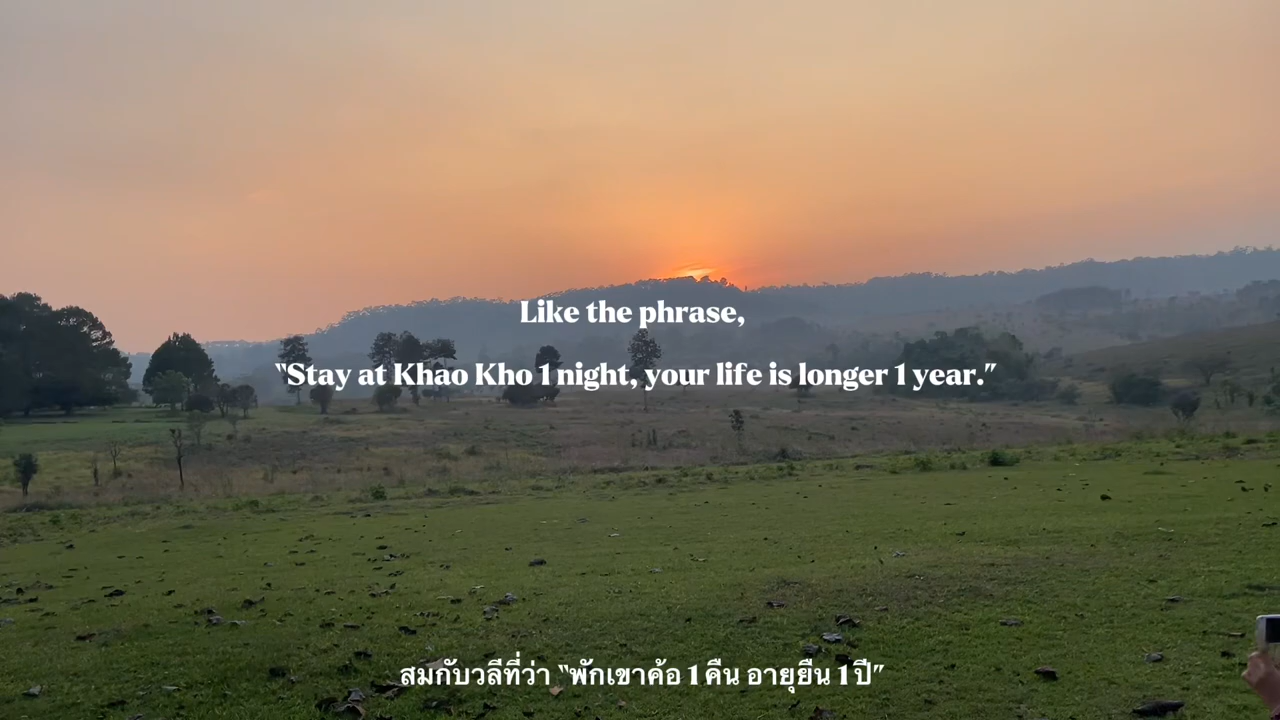 Like the phrase,
“Stay at Khao Kho 1 night, your life is longer 1 year.”
สมกับวลีที่ว่า “พักเขาค้อ 1 คืน อายุยืน 1 ปี”